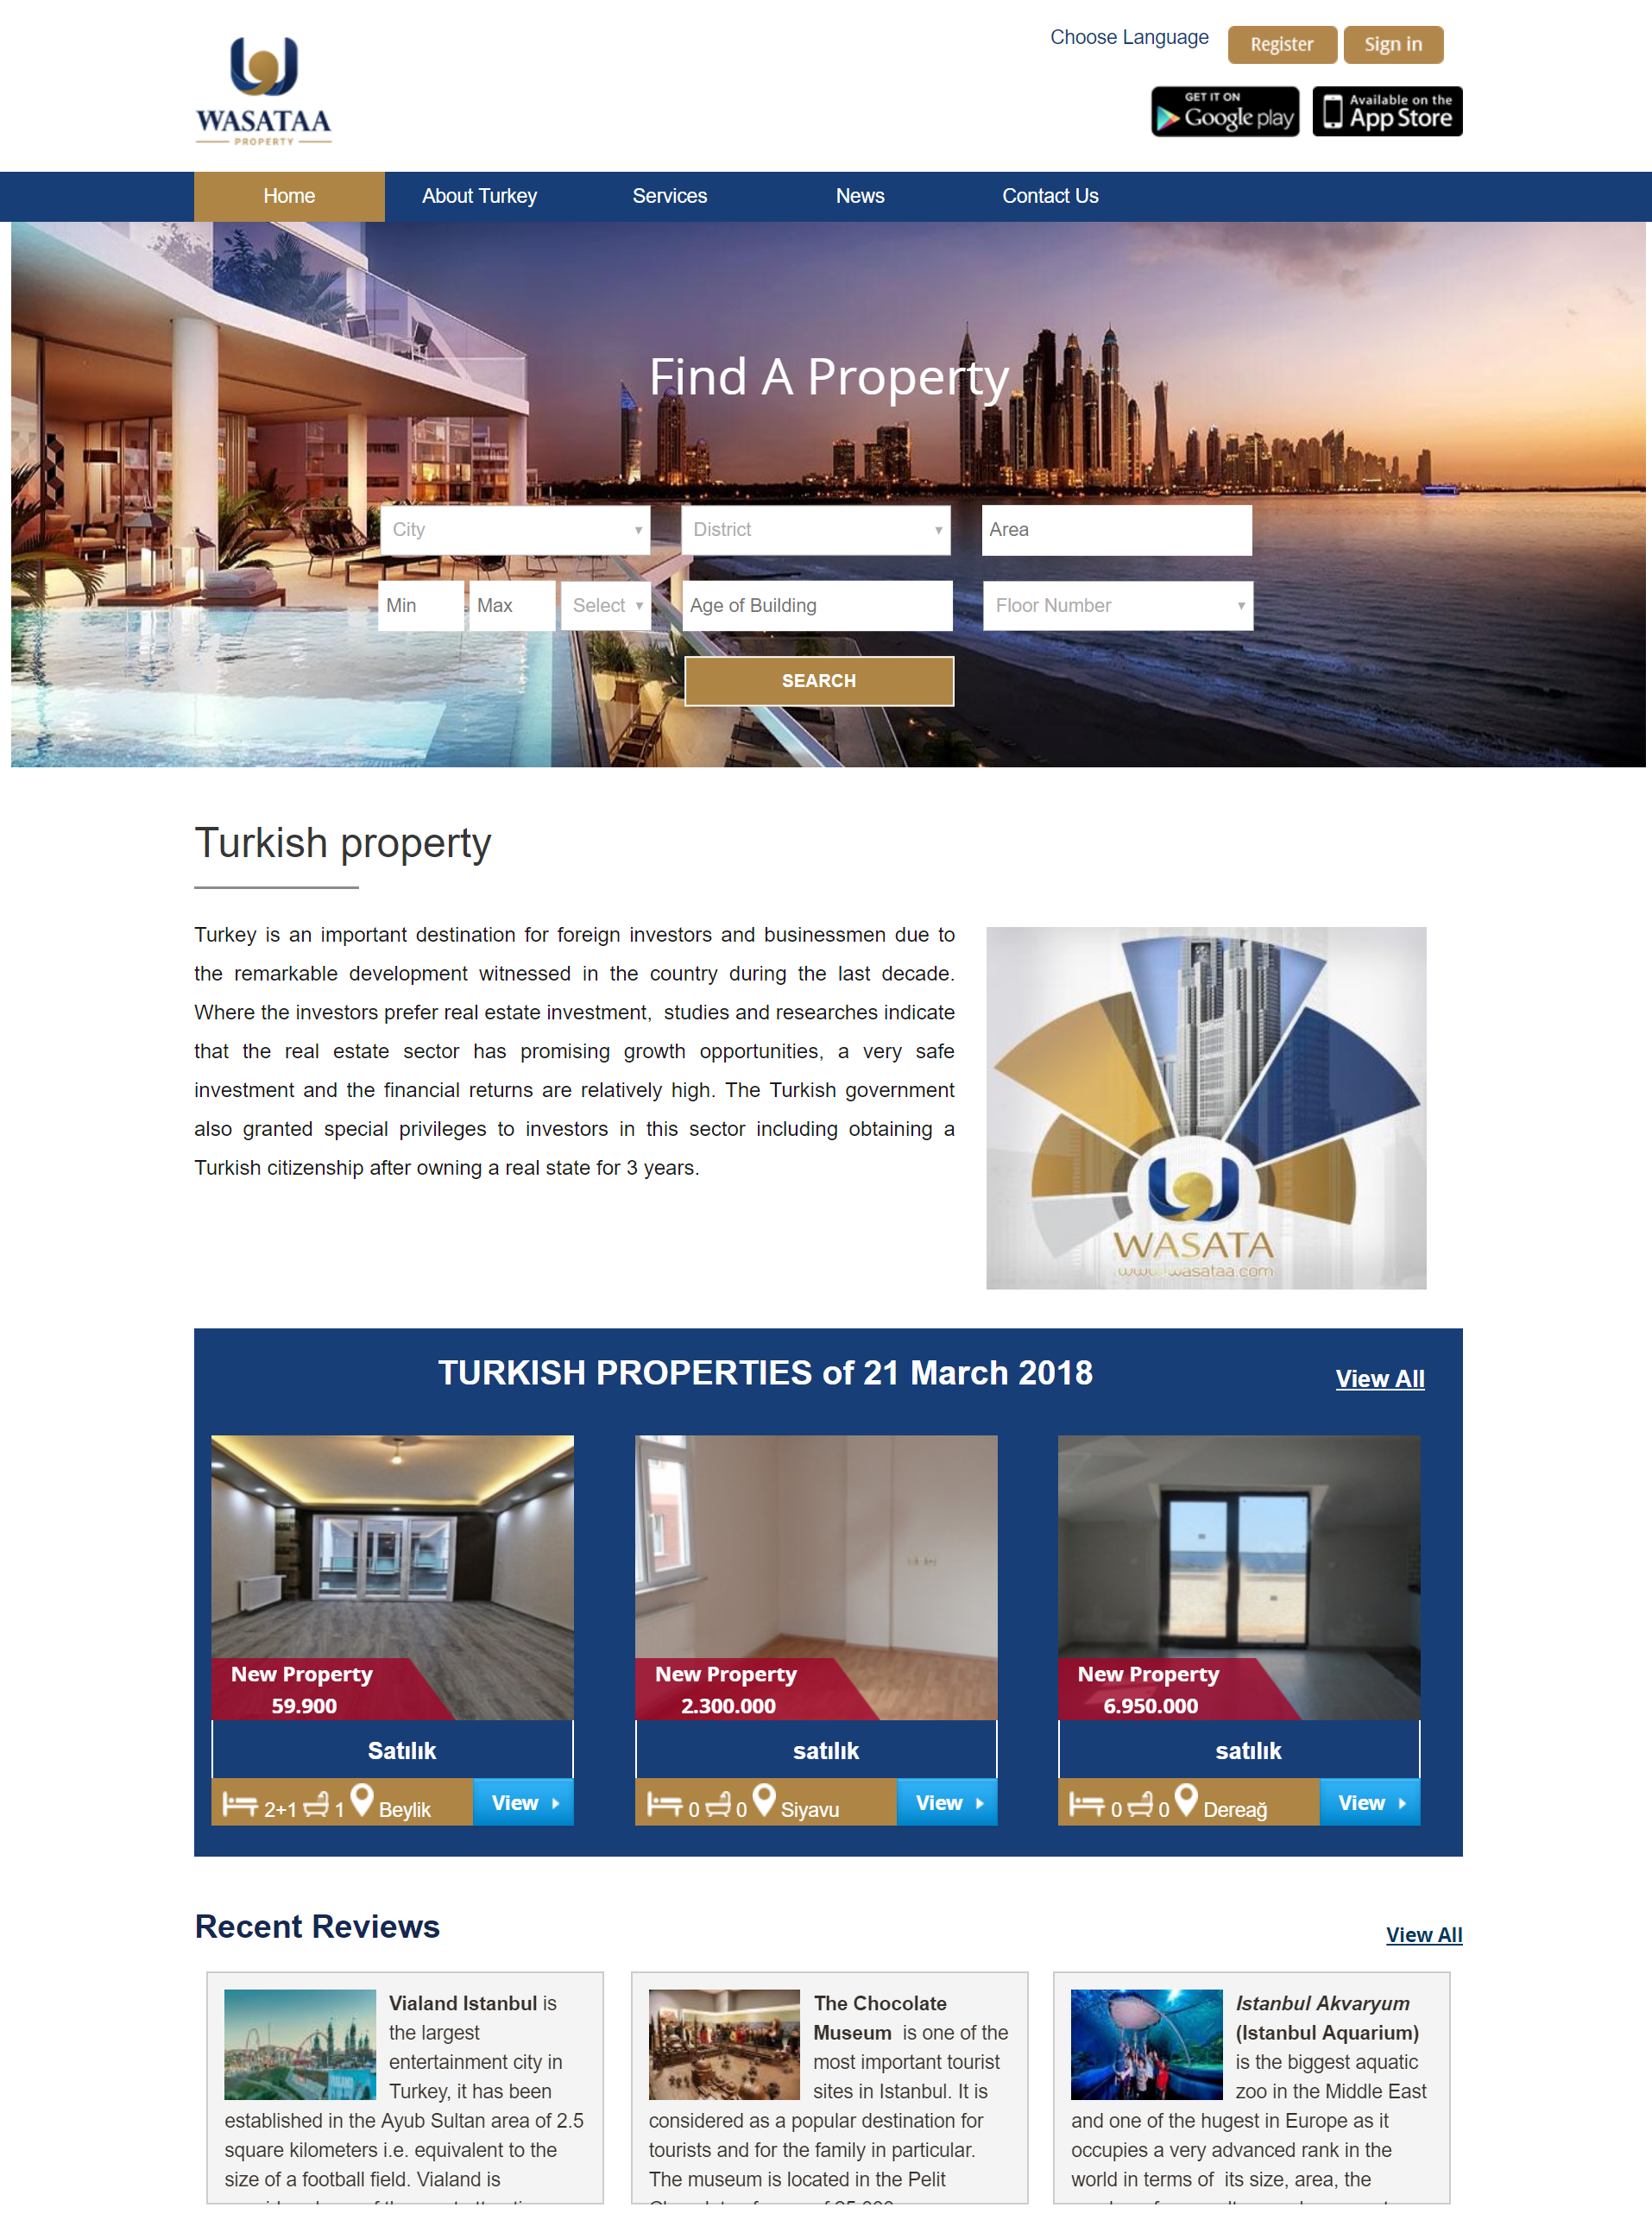 Choose Language
Register
Sign in
WASATAA
PROPERTY
GET IT ON
Google play
Available on the
App Store
Home
About Turkey
Services
News
Contact Us
Find A Property
City
District
Area
Min
Max
Select
Age of Building
Floor Number
SEARCH
Turkish property
Turkey is an important destination for foreign investors and businessmen due to
the remarkable development witnessed in the country during the last decade.
Where the investors prefer real estate investment, studies and researches indicate
that the real estate sector has promising growth opportunities, a very safe
investment and the financial returns are relatively high. The Turkish government
also granted special privileges to investors in this sector including obtaining a
Turkish citizenship after owning a real state for 3 years.
WASATA
www.wasataa.com
TURKISH PROPERTIES of 21 March 2018
View All
New Property
59.900
Satılık
2+1 1 Beylik
View
New Property
2.300.000
satılık
0 0 Siyavu
View
New Property
6.950.000
satılık
0 0 Dereağ
View
Recent Reviews
View All
Vialand Istanbul is
the largest
entertainment city in
Turkey, it has been
established in the Ayub Sultan area of 2.5
square kilometers i.e. equivalent to the
size of a football field. Vialand is
The Chocolate
Museum is one of the
most important tourist
sites in Istanbul. It is
considered as a popular destination for
tourists and for the family in particular.
The museum is located in the Pelit
Istanbul Akvaryum
(Istanbul Aquarium)
is the biggest aquatic
zoo in the Middle East
and one of the hugest in Europe as it
occupies a very advanced rank in the
world in terms of its size, area, the